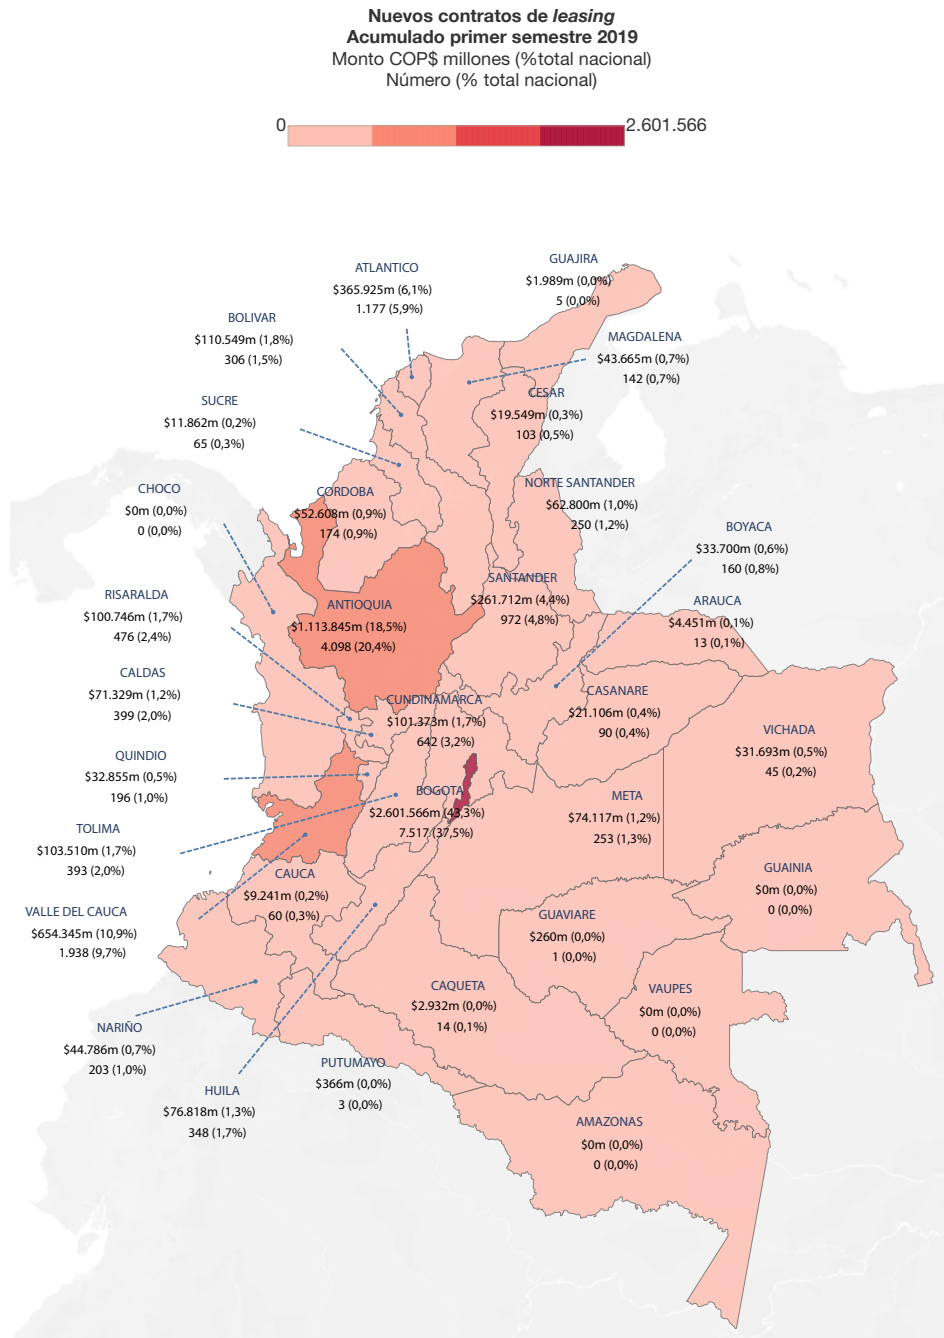 Nuevos contratos de leasing
Acumulado primer semestre 2019
Monto COP$ millones (%total nacional)
Número (% total nacional)
0
2.601.566
GUAJIRA
$1.989m (0,0%)
5 (0,0%)
ATLANTICO
$365.925m (6,1%)
1.177 (5,9%)
BOLIVAR
$110.549m (1,8%)
306 (1,5%)
MAGDALENA
$43.665m (0,7%)
142 (0,7%)
SUCRE
$11.862m (0,2%)
65 (0,3%)
CESAR
$19.549m (0,3%)
103 (0,5%)
CHOCO
$0m (0,0%)
0 (0,0%)
CORDOBA
$52.608m (0,9%)
174 (0,9%)
NORTE SANTANDER
$62.800m (1,0%)
250 (1,2%)
BOYACA
$33.700m (0,6%)
160 (0,8%)
RISARALDA
$100.746m (1,7%)
476 (2,4%)
ANTIOQUIA
$1.113.845m (18,5%)
4.098 (20,4%)
SANTANDER
$261.712m (4,4%)
972 (4,8%)
ARAUCA
$4.451m (0,1%)
13 (0,1%)
CALDAS
$71.329m (1,2%)
399 (2,0%)
CUNDINAMARCA
$101.373m (1,7%)
642 (3,2%)
CASANARE
$21.106m (0,4%)
90 (0,4%)
VICHADA
$31.693m (0,5%)
45 (0,2%)
QUINDIO
$32.855m (0,5%)
196 (1,0%)
BOGOTA
$2.601.566m (43,3%)
7.517 (37,5%)
META
$74.117m (1,2%)
253 (1,3%)
TOLIMA
$103.510m (1,7%)
393 (2,0%)
CAUCA
$9.241m (0,2%)
60 (0,3%)
GUAINIA
$0m (0,0%)
0 (0,0%)
VALLE DEL CAUCA
$654.345m (10,9%)
1.938 (9,7%)
GUAVIARE
$260m (0,0%)
1 (0,0%)
CAQUETA
$2.932m (0,0%)
14 (0,1%)
VAUPES
$0m (0,0%)
0 (0,0%)
NARIÑO
$44.786m (0,7%)
203 (1,0%)
HUILA
$76.818m (1,3%)
348 (1,7%)
PUTUMAYO
$366m (0,0%)
3 (0,0%)
AMAZONAS
$0m (0,0%)
0 (0,0%)